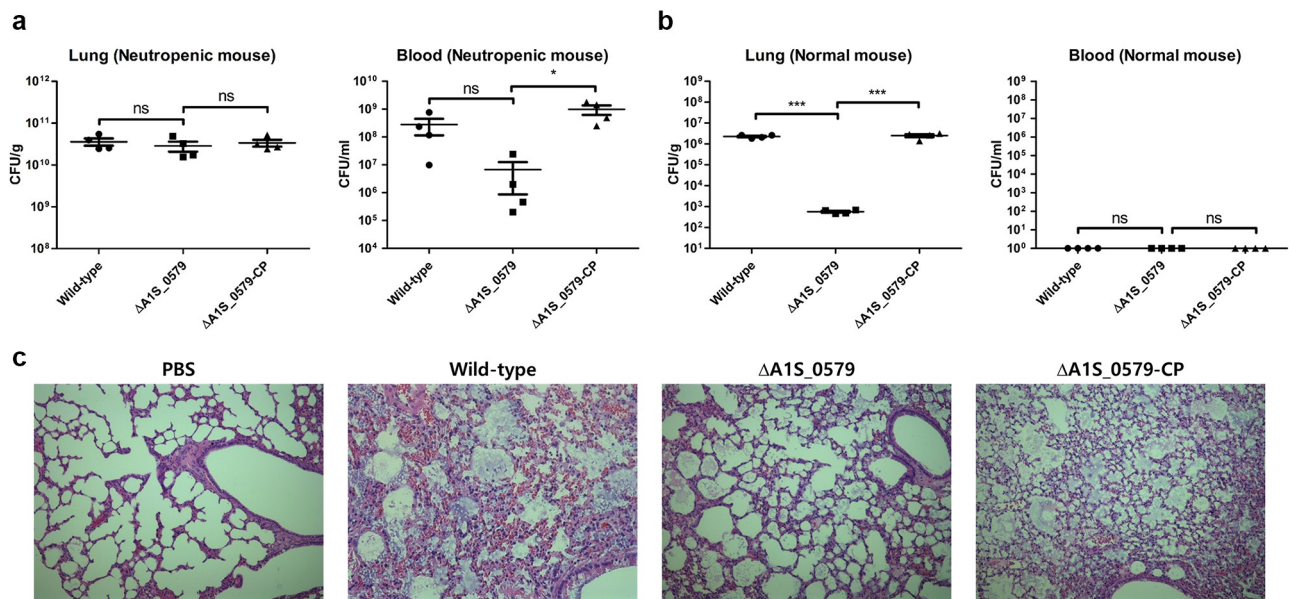 a
b
Lung (Neutropenic mouse)
CFU/g
10¹²
10¹¹
10¹⁰
10⁹
10⁸
ns
ns
Wild-type
ΔA1S_0579
ΔA1S_0579-CP
Blood (Neutropenic mouse)
CFU/ml
10¹⁰
10⁹
10⁸
10⁷
10⁶
10⁵
10⁴
ns
*
Wild-type
ΔA1S_0579
ΔA1S_0579-CP
Lung (Normal mouse)
CFU/g
10⁹
10⁸
10⁷
10⁶
10⁵
10⁴
10³
10²
10¹
***
***
Wild-type
ΔA1S_0579
ΔA1S_0579-CP
Blood (Normal mouse)
CFU/ml
10⁹
10⁸
10⁷
10⁶
10⁵
10⁴
10³
10²
10¹
10⁰
ns
ns
Wild-type
ΔA1S_0579
ΔA1S_0579-CP
c
PBS
Wild-type
ΔA1S_0579
ΔA1S_0579-CP